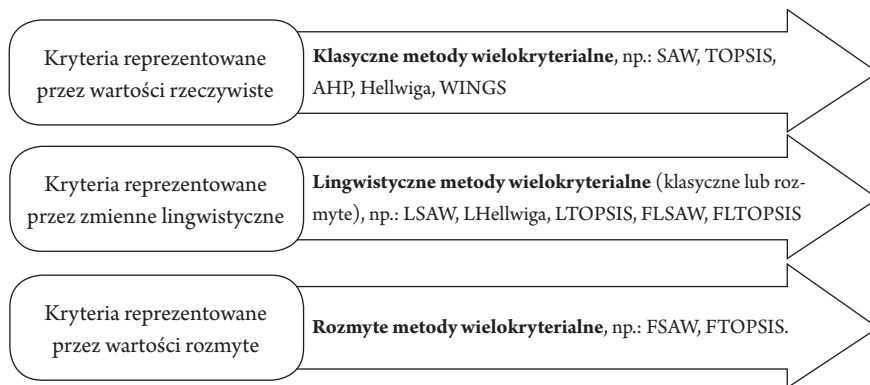 Kryteria reprezentowane
przez wartości rzeczywiste
Klasyczne metody wielokryterialne, np.: SAW, TOPSIS,
AHP, Hellwiga, WINGS
Kryteria reprezentowane
przez zmienne lingwistyczne
Lingwistyczne metody wielokryterialne (klasyczne lub roz-
myte), np.: LSAW, LHellwiga, LTOPSIS, FLSAW, FLTOPSIS
Kryteria reprezentowane
przez wartości rozmyte
Rozmyte metody wielokryterialne, np.: FSAW, FTOPSIS.